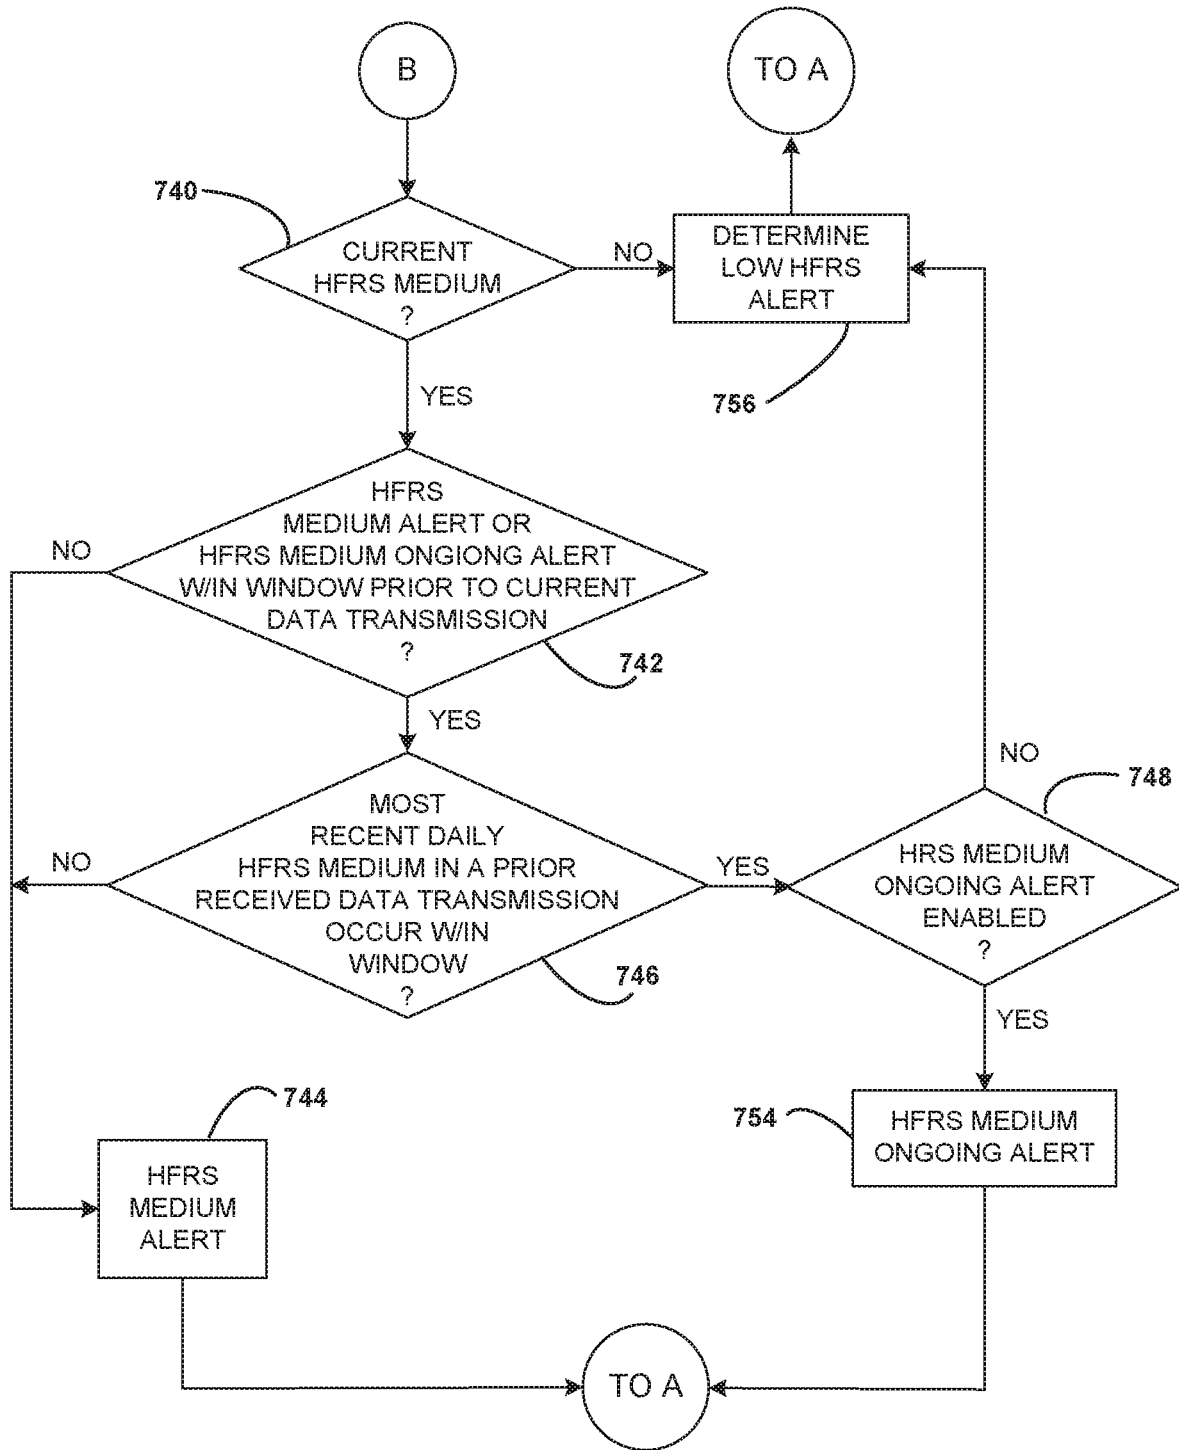 B
TO A
740
CURRENT
HFRS MEDIUM
?
NO
DETERMINE
LOW HFRS
ALERT
756
YES
HFRS
MEDIUM ALERT OR
HFRS MEDIUM ONGIONG ALERT
W/IN WINDOW PRIOR TO CURRENT
DATA TRANSMISSION
?
NO
742
YES
MOST
RECENT DAILY
HFRS MEDIUM IN A PRIOR
RECEIVED DATA TRANSMISSION
OCCUR W/IN
WINDOW
?
NO
YES
746
NO
748
HRS MEDIUM
ONGOING ALERT
ENABLED
?
YES
744
HFRS
MEDIUM
ALERT
754
HFRS MEDIUM
ONGOING ALERT
TO A